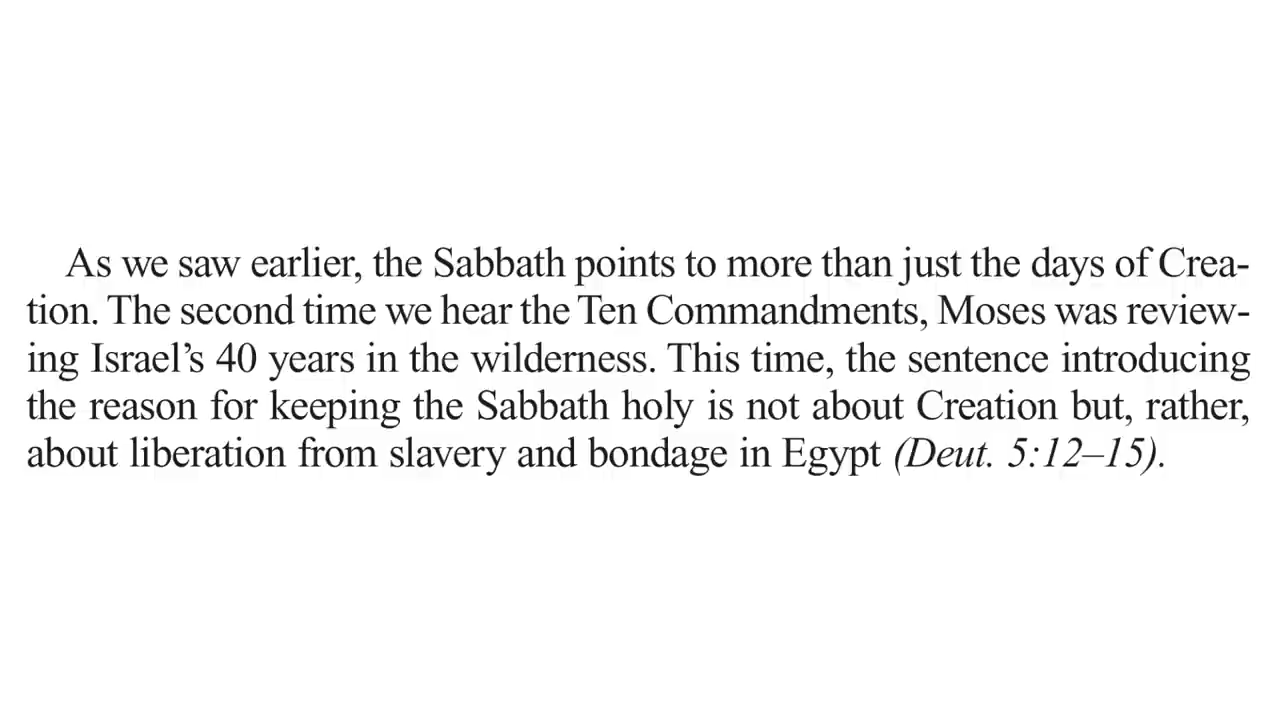 As we saw earlier, the Sabbath points to more than just the days of Crea-
tion. The second time we hear the Ten Commandments, Moses was review-
ing Israel’s 40 years in the wilderness. This time, the sentence introducing
the reason for keeping the Sabbath holy is not about Creation but, rather,
about liberation from slavery and bondage in Egypt (Deut. 5:12–15).